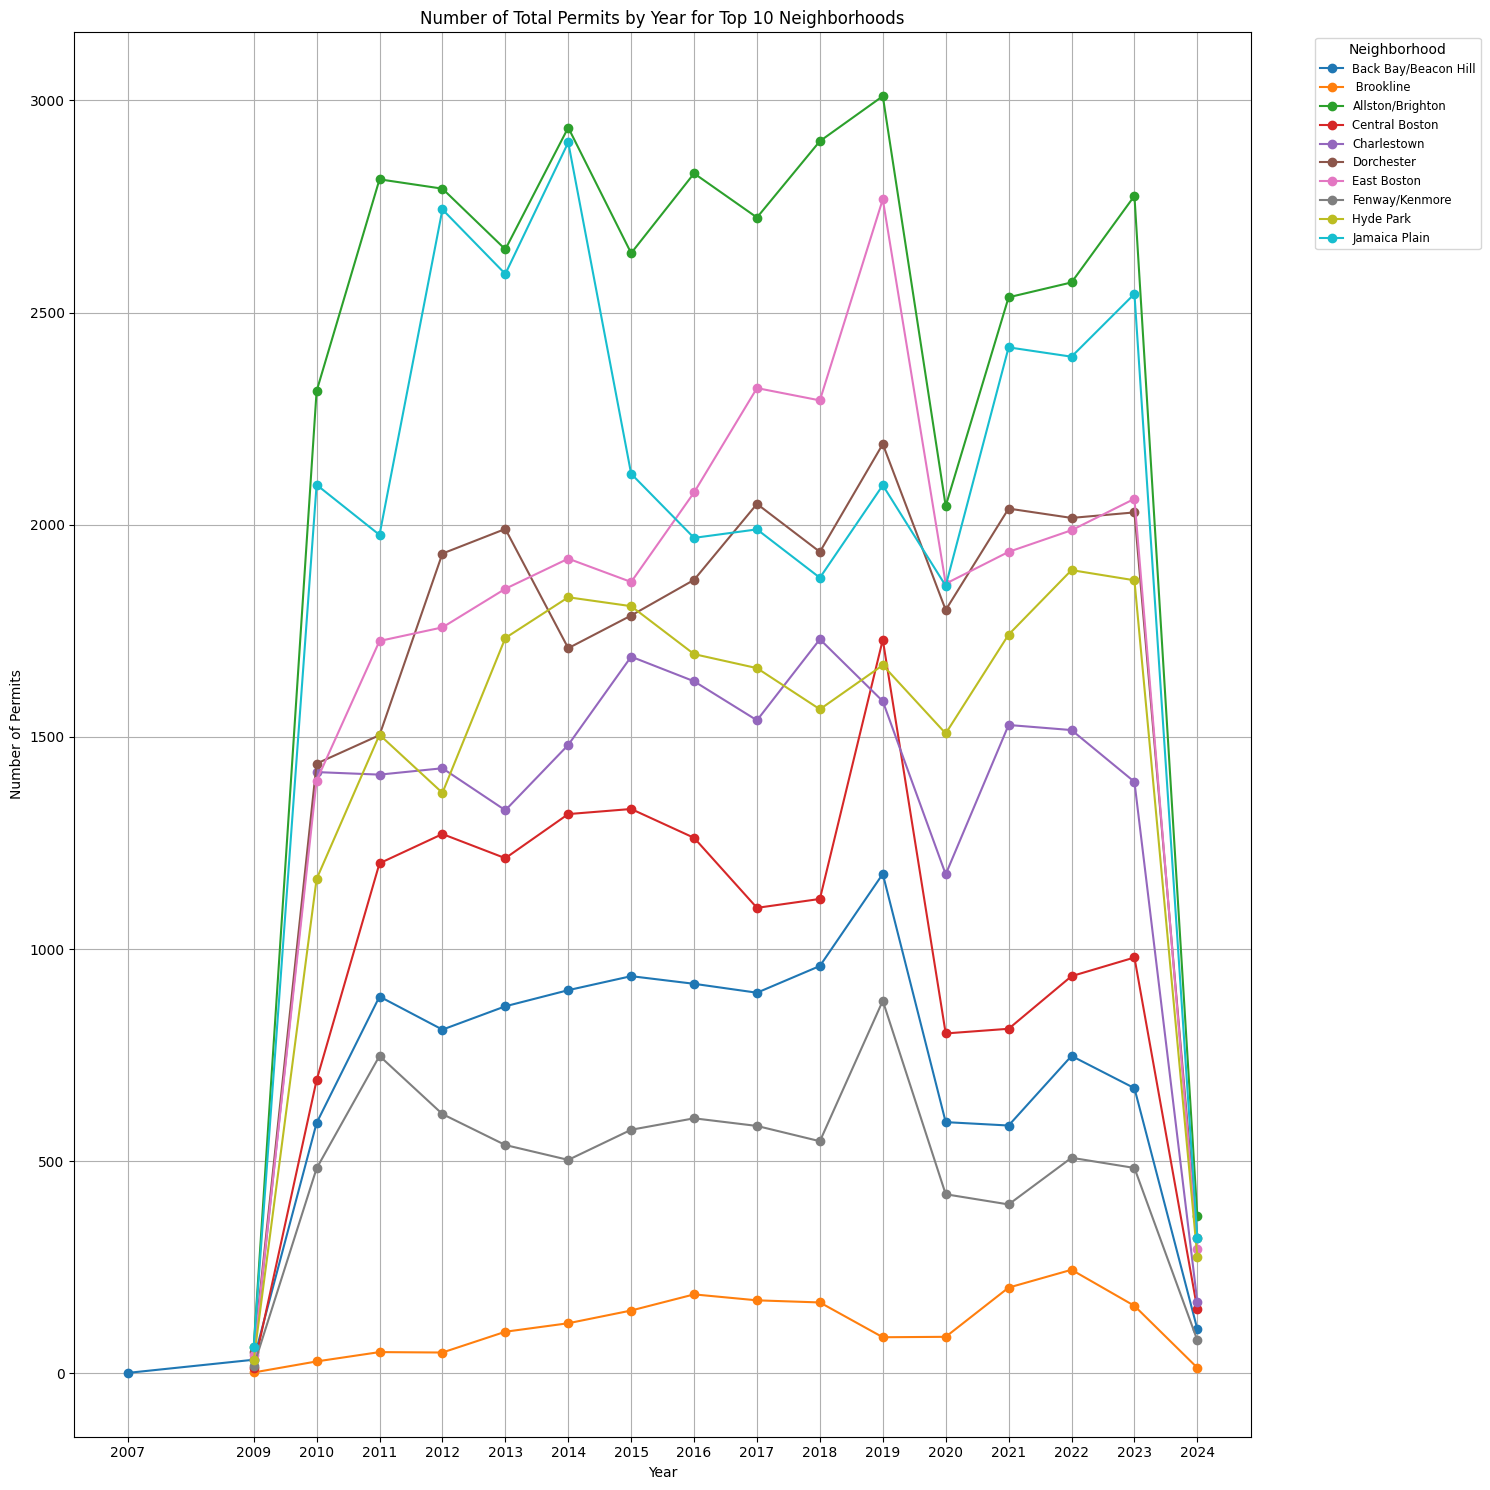 Number of Total Permits by Year for Top 10 Neighborhoods
Neighborhood
Back Bay/Beacon Hill
Brookline
Allston/Brighton
Central Boston
Charlestown
Dorchester
East Boston
Fenway/Kenmore
Hyde Park
Jamaica Plain
Number of Permits
3000
2500
2000
1500
1000
500
0
2007 2009 2010 2011 2012 2013 2014 2015 2016 2017 2018 2019 2020 2021 2022 2023 2024
Year